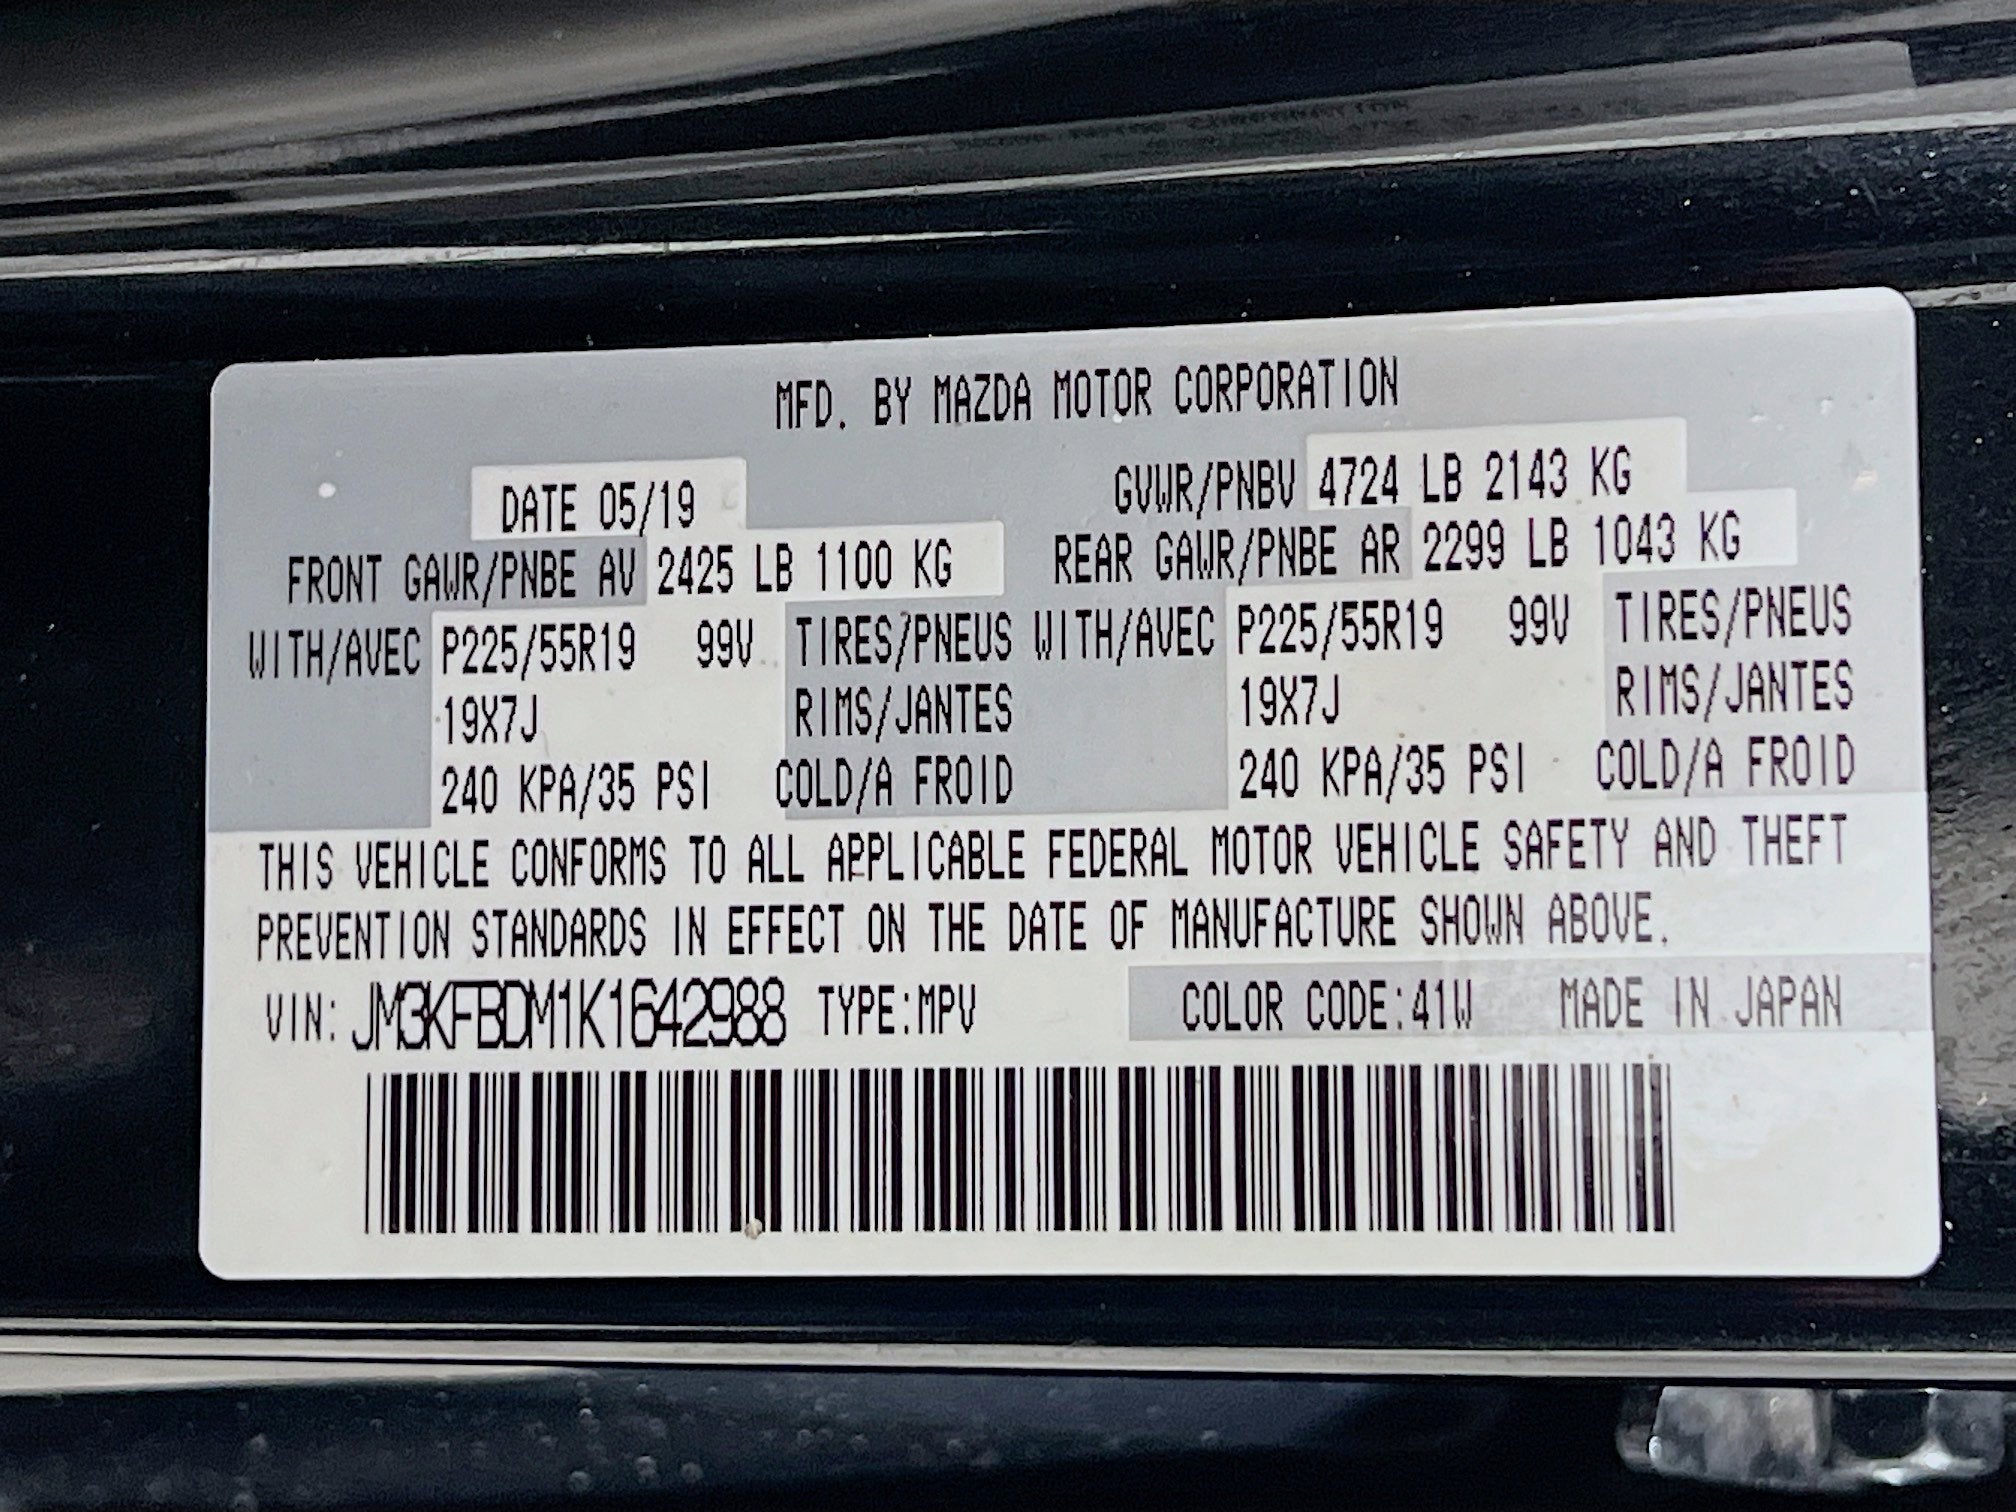 MFD. BY MAZDA MOTOR CORPORATION
DATE 05/19 GVWR/PNBV 4724 LB 2143 KG
FRONT GAWR/PNBE AV 2425 LB 1100 KG REAR GAWR/PNBE AR 2299 LB 1043 KG
WITH/AVEC P225/55R19 99V TIRES/PNEUS WITH/AVEC P225/55R19 99V TIRES/PNEUS
19X7J RIMS/JANTES 19X7J RIMS/JANTES
240 KPA/35 PSI COLD/A FROID 240 KPA/35 PSI COLD/A FROID
THIS VEHICLE CONFORMS TO ALL APPLICABLE FEDERAL MOTOR VEHICLE SAFETY AND THEFT
PREVENTION STANDARDS IN EFFECT ON THE DATE OF MANUFACTURE SHOWN ABOVE.
VIN: JM3KFBDM1K1642988 TYPE:MPV COLOR CODE:41W MADE IN JAPAN